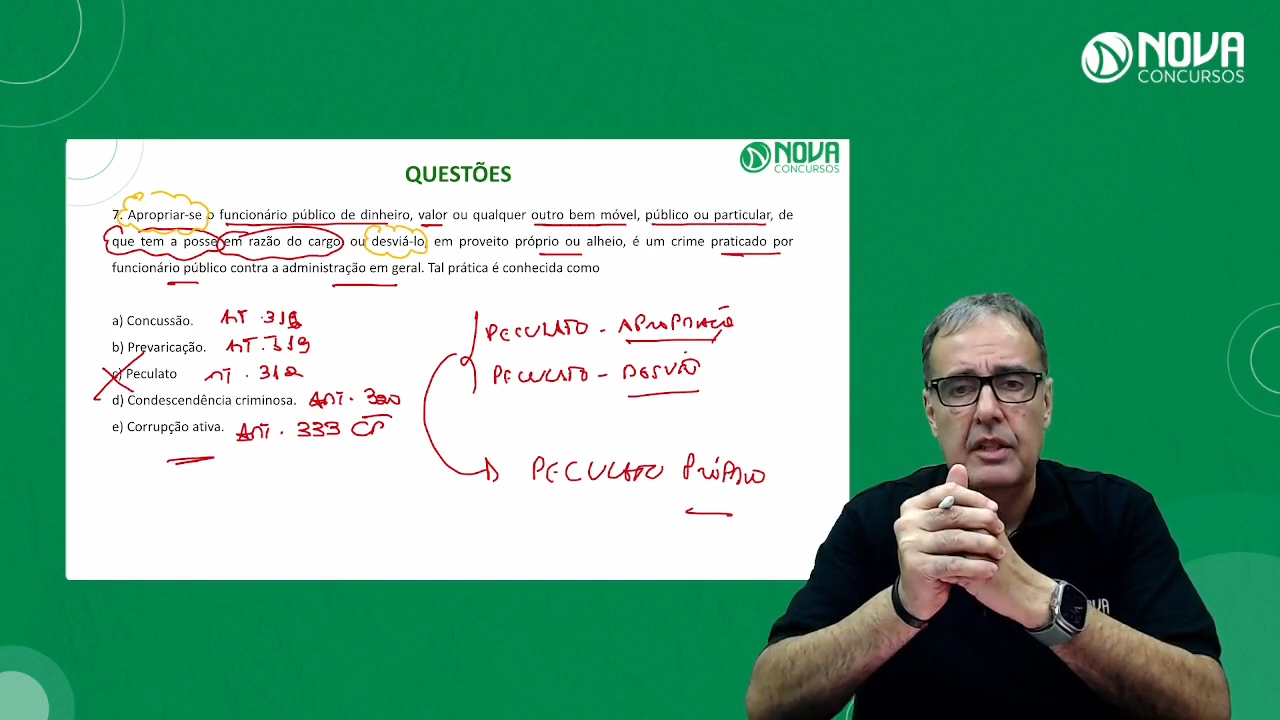 NOVA
CONCURSOS
NOVA
CONCURSOS
QUESTÕES
7. Apropriar-se o funcionário público de dinheiro, valor ou qualquer outro bem móvel, público ou particular, de
que tem a posse em razão do cargo ou desviá-lo em proveito próprio ou alheio, é um crime praticado por
funcionário público contra a administração em geral. Tal prática é conhecida como
a) Concussão. ART. 316
b) Prevaricação. ART. 319
c) Peculato ART. 312
d) Condescendência criminosa. ART. 320
e) Corrupção ativa. ART. 333 CP
PECULATO - APROPRIAÇÃO
PECULATO - DESVIO
PECULATO PRÓPRIO